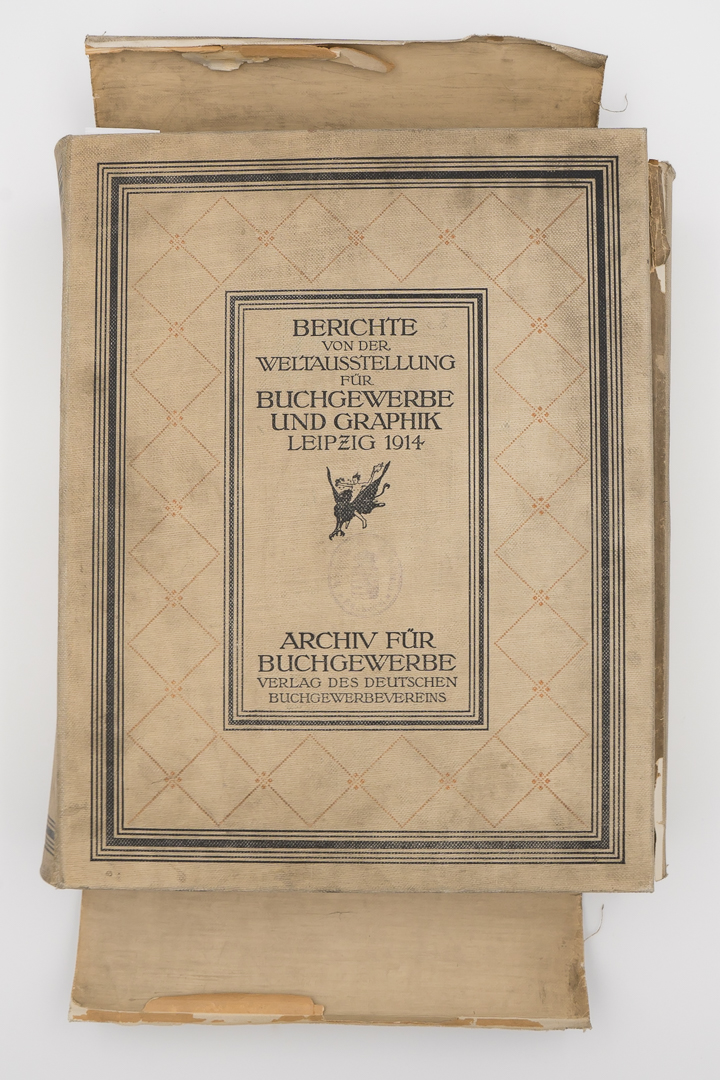 BERICHTE
VON DER
WELTAUSSTELLUNG
FÜR
BUCHGEWERBE
UND GRAPHIK
LEIPZIG 1914
ARCHIV FÜR
BUCHGEWERBE
VERLAG DES DEUTSCHEN
BUCHGEWERBEVEREINS